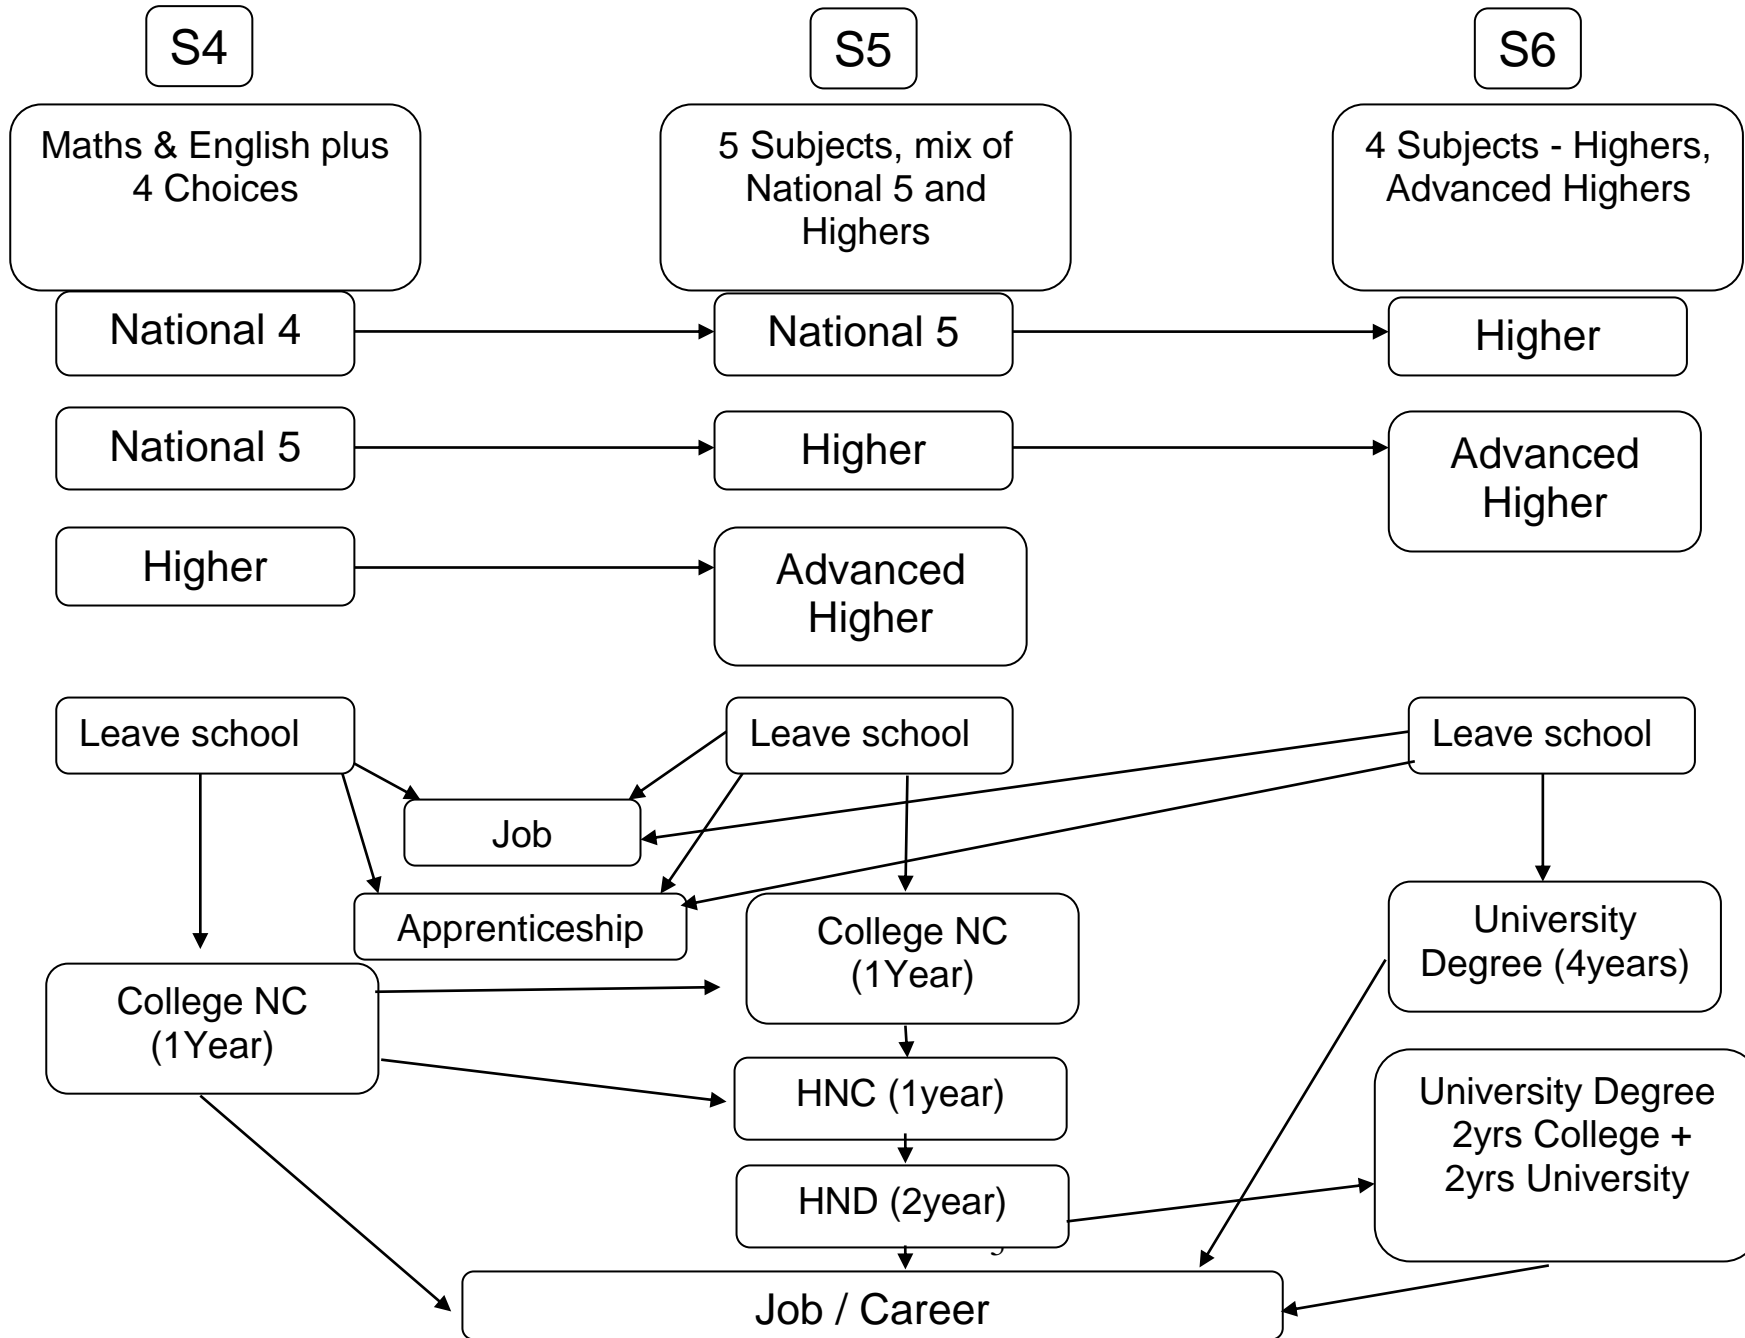 S4
S5
S6
Maths & English plus
4 Choices
5 Subjects, mix of
National 5 and
Highers
4 Subjects - Highers,
Advanced Highers
National 4
National 5
Higher
National 5
Higher
Advanced
Higher
Higher
Advanced
Higher
Leave school
Leave school
Leave school
Job
Apprenticeship
College NC
(1Year)
University
Degree (4years)
College NC
(1Year)
HNC (1year)
University Degree
2yrs College +
2yrs University
HND (2year)
Job / Career